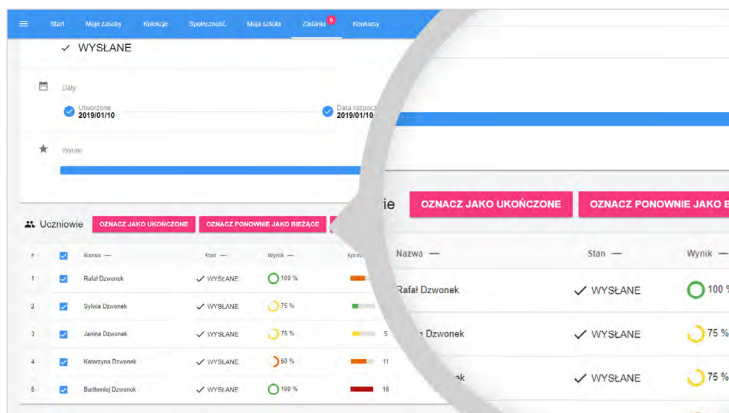 Start Moje zasoby Kolekcje Społeczność Moja szkoła Zadania 6 Konkursy
WYSŁANE
Daty
Utworzone
2019/01/10
Data rozpocz
2019/01/10
Wyniki
Uczniowie OZNACZ JAKO UKOŃCZONE OZNACZ PONOWNIE JAKO BIEŻĄCE
# Nazwa — Stan — Wynik —
1 Rafał Dzwonek WYSŁANE 100 %
2 Sylwia Dzwonek WYSŁANE 75 %
3 Janina Dzwonek WYSŁANE 75 % 5
4 Katarzyna Dzwonek WYSŁANE 50 % 11
5 Bartłomiej Dzwonek WYSŁANE 100 % 16
ie OZNACZ JAKO UKOŃCZONE OZNACZ PONOWNIE JAKO B
Nazwa — Stan — Wynik —
Rafał Dzwonek WYSŁANE 100 %
Dzwonek WYSŁANE 75 %
WYSŁANE 75 %